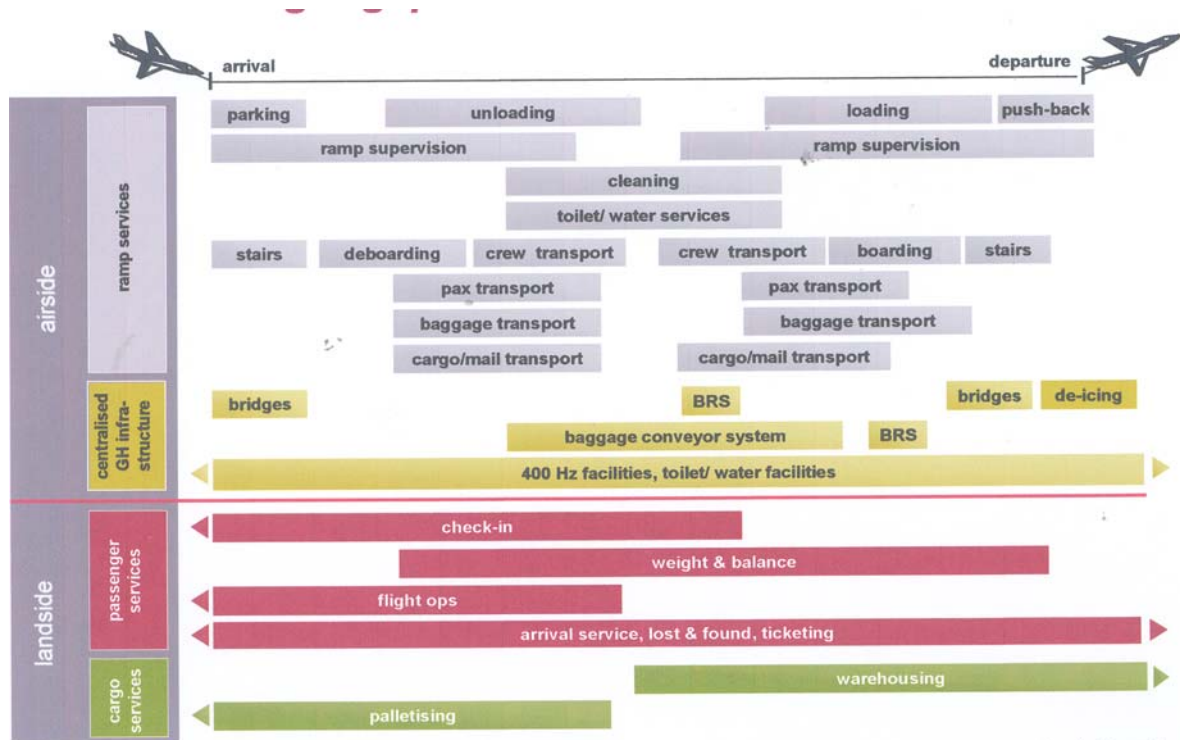 arrival
departure
parking
unloading
loading
push-back
ramp supervision
ramp supervision
cleaning
toilet/ water services
stairs
deboarding
crew transport
crew transport
boarding
stairs
pax transport
pax transport
baggage transport
baggage transport
cargo/mail transport
cargo/mail transport
bridges
BRS
bridges
de-icing
baggage conveyor system
BRS
400 Hz facilities, toilet/ water facilities
check-in
weight & balance
flight ops
arrival service, lost & found, ticketing
warehousing
palletising
airside
ramp services
centralised
GH infra-
structure
landside
passenger
services
cargo
services